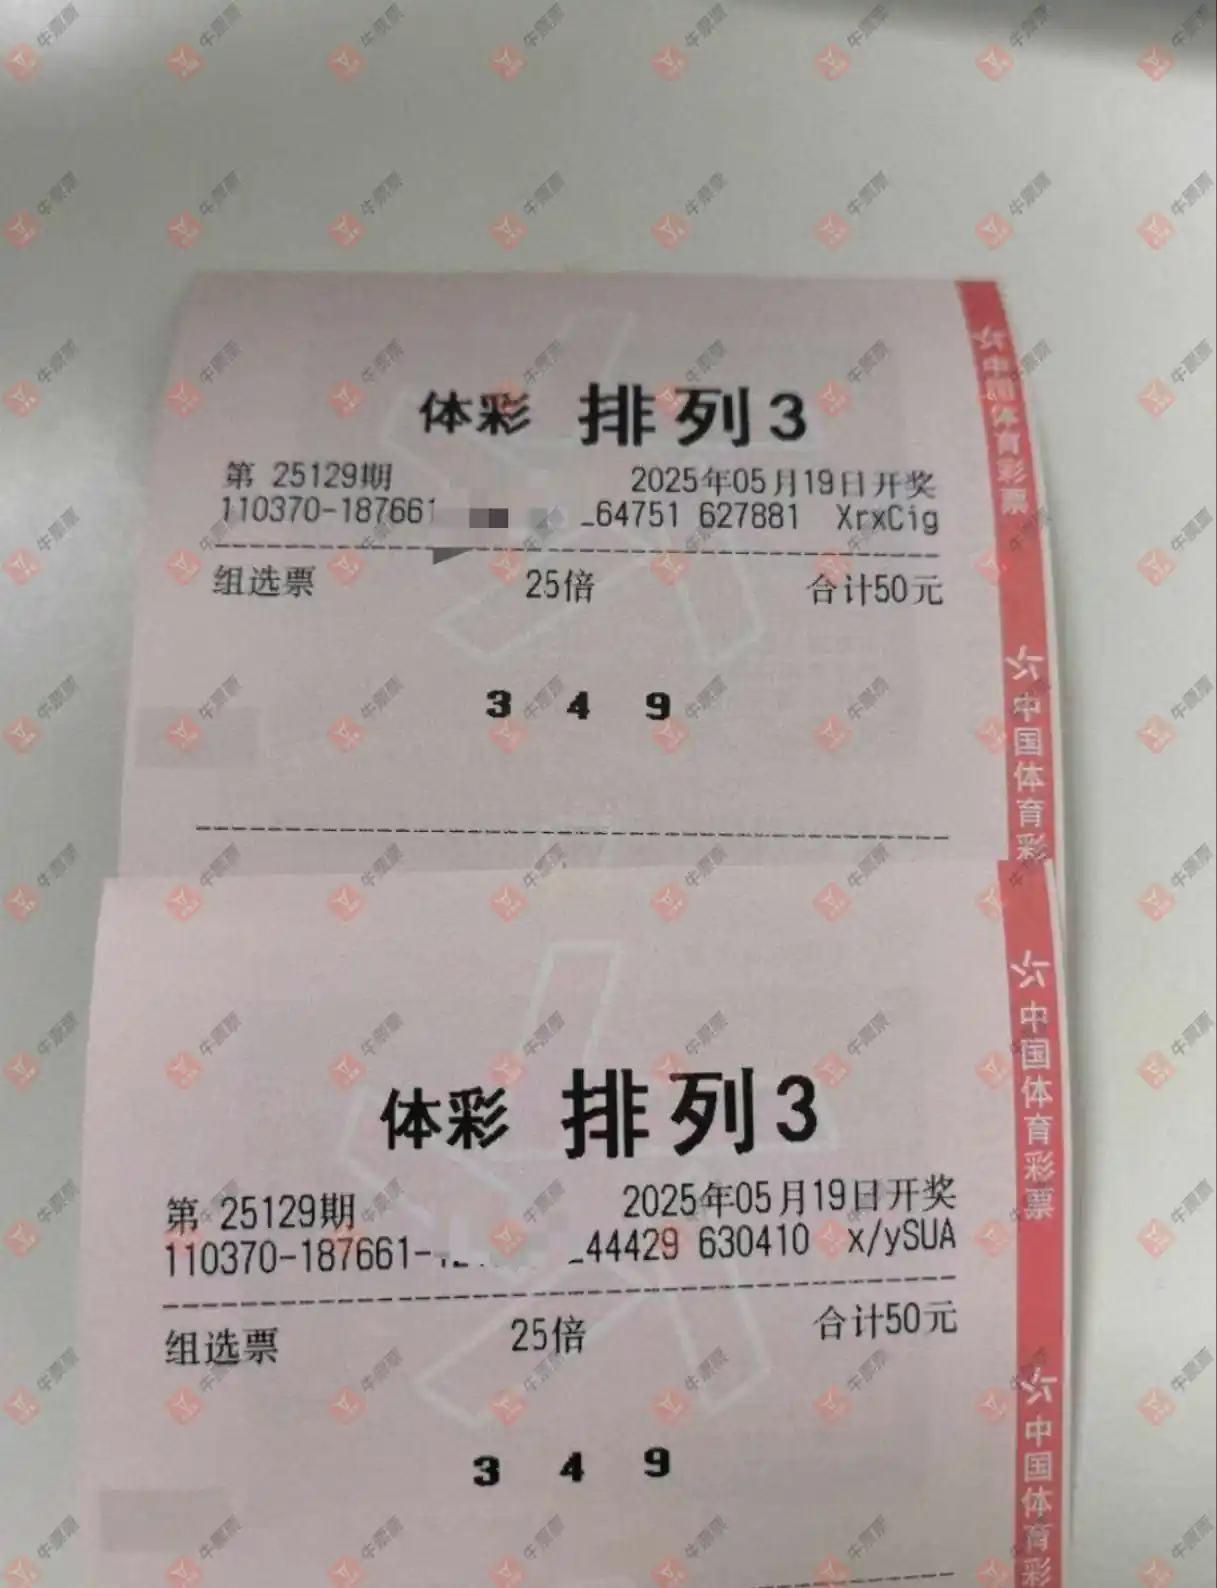 体彩 排列3
第 25129期 2025年05月19日开奖
110370-187661 64751 627881 XrxCig
组选票 25倍 合计50元
3 4 9
中国体育彩票
中国体育彩
体彩 排列3
第 25129期 2025年05月19日开奖
110370-187661- 44429 630410 x/ySUA
组选票 25倍 合计50元
3 4 9
中国体育彩票
中国体育彩
牛票票